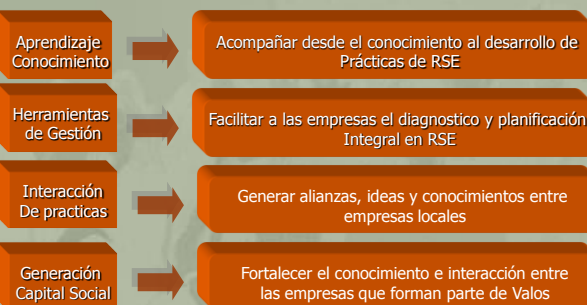 Aprendizaje
Conocimiento
Acompañar desde el conocimiento al desarrollo de
Prácticas de RSE
Herramientas
de Gestión
Facilitar a las empresas el diagnostico y planificación
Integral en RSE
Interacción
De practicas
Generar alianzas, ideas y conocimientos entre
empresas locales
Generación
Capital Social
Fortalecer el conocimiento e interacción entre
las empresas que forman parte de Valos